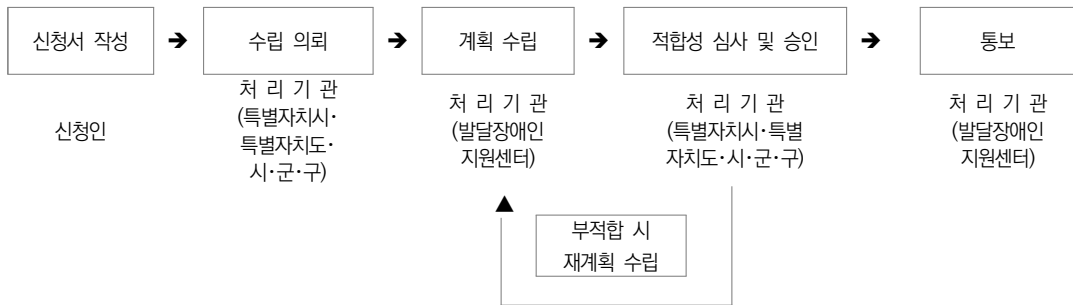 신청서 작성 ➔ 수립 의뢰 ➔ 계획 수립 ➔ 적합성 심사 및 승인 ➔ 통보
신청인
처 리 기 관
(특별자치시·
특별자치도·
시·군·구)
처 리 기 관
(발달장애인
지원센터)
처 리 기 관
(특별자치시·특별
자치도·시·군·구)
처 리 기 관
(발달장애인
지원센터)
부적합 시
재계획 수립